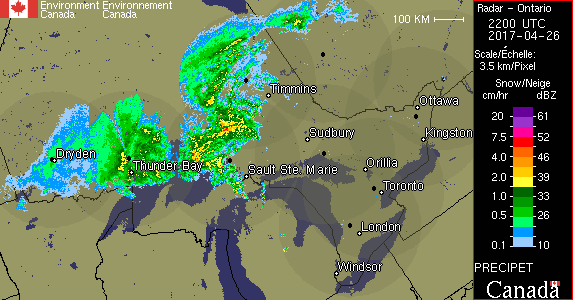 Environment Environnement
Canada Canada
100 KM
Timmins
Ottawa
Sudbury
Kingston
Dryden
Thunder Bay
Sault Ste. Marie
Orillia
Toronto
London
Windsor
Radar - Ontario
2200 UTC
2017-04-26
Scale/Échelle:
3.5 km/Pixel
Snow/Neige
cm/hr dBZ
20 61
7.5 52
4.0 46
2.0 39
1.0 33
0.5 26
0.1 10
PRECIPET
Canada